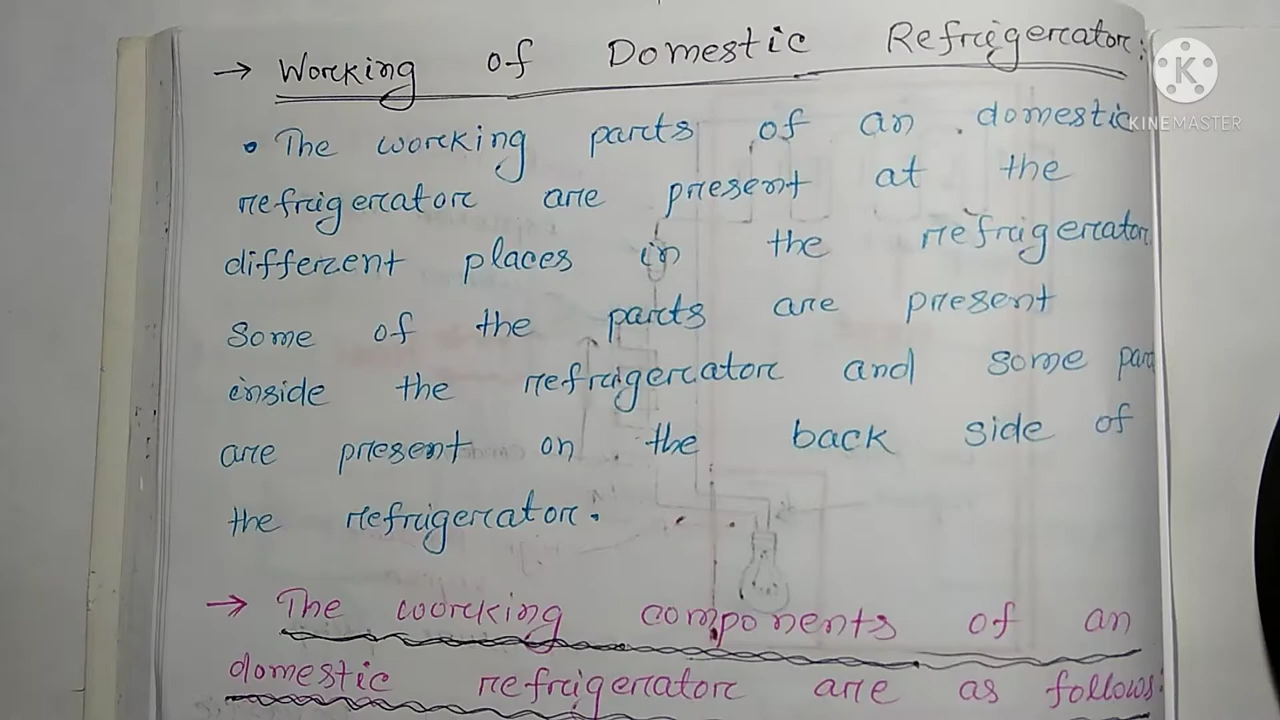 → Working of Domestic Refrigerator:
• The working parts of an domestic
refrigerator are present at the
different places in the refrigerator.
Some of the parts are present
inside the refrigerator and some part
are present on the back side of
the refrigerator.
→ The working components of an
domestic refrigerator are as follows:
K
KINEMASTER